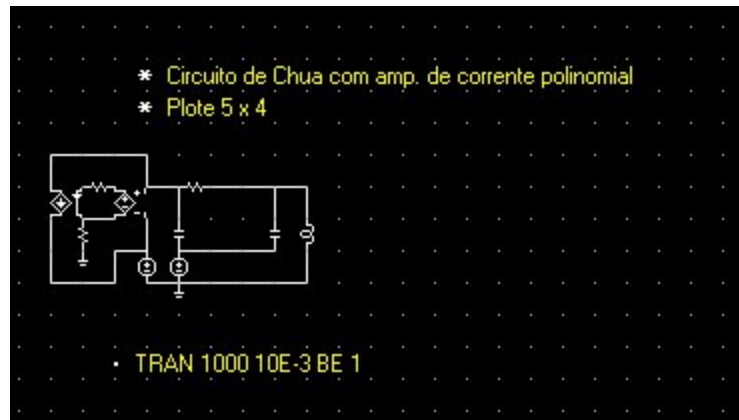 * Circuito de Chua com amp. de corrente polinomial
* Plote 5 x 4
. TRAN 1000 10E-3 BE 1